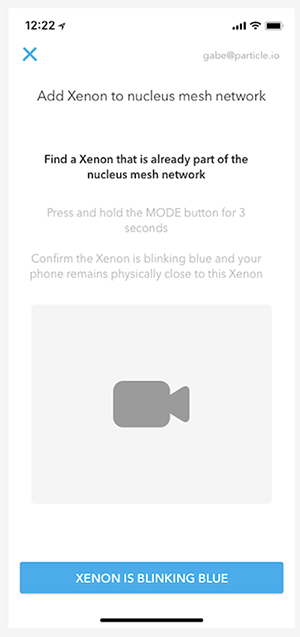 12:22
gabe@particle.io
Add Xenon to nucleus mesh network
Find a Xenon that is already part of the
nucleus mesh network
Press and hold the MODE button for 3
seconds
Confirm the Xenon is blinking blue and your
phone remains physically close to this Xenon
XENON IS BLINKING BLUE